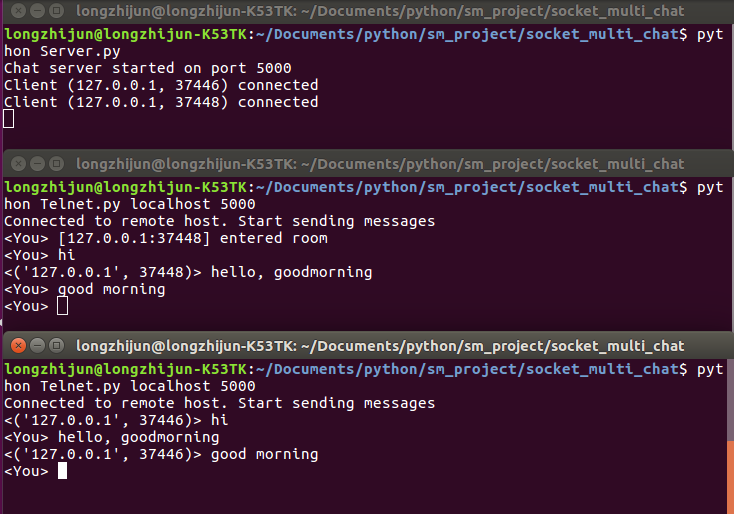 longzhijun@longzhijun-K53TK: ~/Documents/python/sm_project/socket_multi_chat
longzhijun@longzhijun-K53TK:~/Documents/python/sm_project/socket_multi_chat$ pyt
hon Server.py
Chat server started on port 5000
Client (127.0.0.1, 37446) connected
Client (127.0.0.1, 37448) connected
longzhijun@longzhijun-K53TK: ~/Documents/python/sm_project/socket_multi_chat
longzhijun@longzhijun-K53TK:~/Documents/python/sm_project/socket_multi_chat$ pyt
hon Telnet.py localhost 5000
Connected to remote host. Start sending messages
<You> [127.0.0.1:37448] entered room
<You> hi
<('127.0.0.1', 37448)> hello, goodmorning
<You> good morning
<You>
longzhijun@longzhijun-K53TK: ~/Documents/python/sm_project/socket_multi_chat
longzhijun@longzhijun-K53TK:~/Documents/python/sm_project/socket_multi_chat$ pyt
hon Telnet.py localhost 5000
Connected to remote host. Start sending messages
<('127.0.0.1', 37446)> hi
<You> hello, goodmorning
<('127.0.0.1', 37446)> good morning
<You>